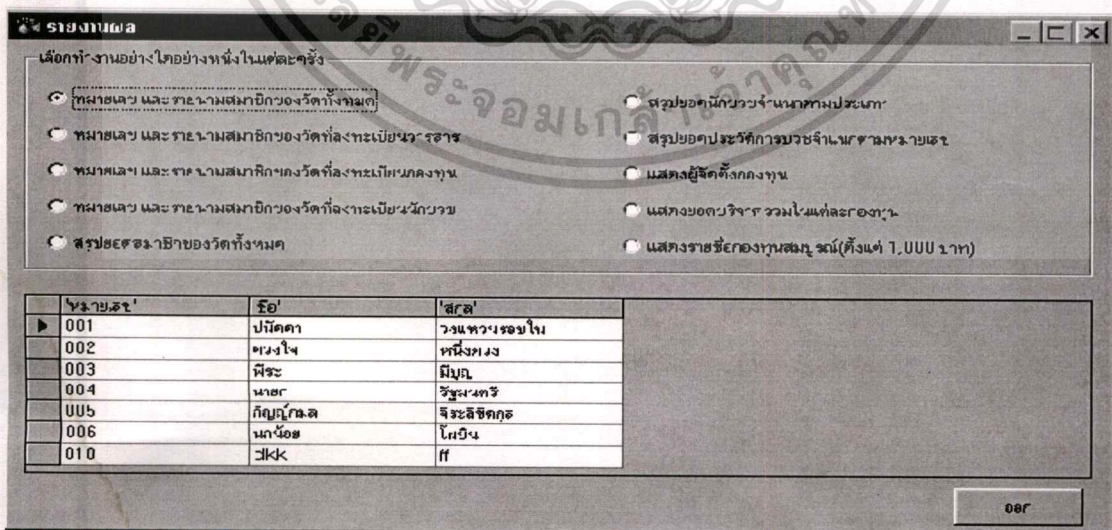 พระจอมเกล้าเจ้าคุณ
รายงานผล
เลือกทำงานอย่างใดอย่างหนึ่งในแต่ละครั้ง
หมายเลข และรายนามสมาชิกของวัดทั้งหมด
หมายเลข และรายนามสมาชิกของวัดที่ลงทะเบียนวารสาร
หมายเลข และรายนามสมาชิกของวัดที่ลงทะเบียนกองทุน
หมายเลข และรายนามสมาชิกของวัดที่ลงทะเบียนนักบวช
สรุปยอดสมาชิกของวัดทั้งหมด
สรุปยอดนักบวชจำแนกตามประเภท
สรุปยอดประวัติการบวชจำแนกตามหมายเลข
แสดงผู้จัดตั้งกองทุน
แสดงยอดบริจาครวมในแต่ละกองทุน
แสดงรายชื่อกองทุนสมบูรณ์(ตั้งแต่ 1,000 บาท)
'หมายเลข' 'ชื่อ' 'สกุล'
001 ปนัดดา วงแหวนรอบใน
002 ดวงใจ
003 พีระ มีบุญ
004 นายก รัฐมนตรี
005
006 นกน้อย โผบิน
010 ff
ออก